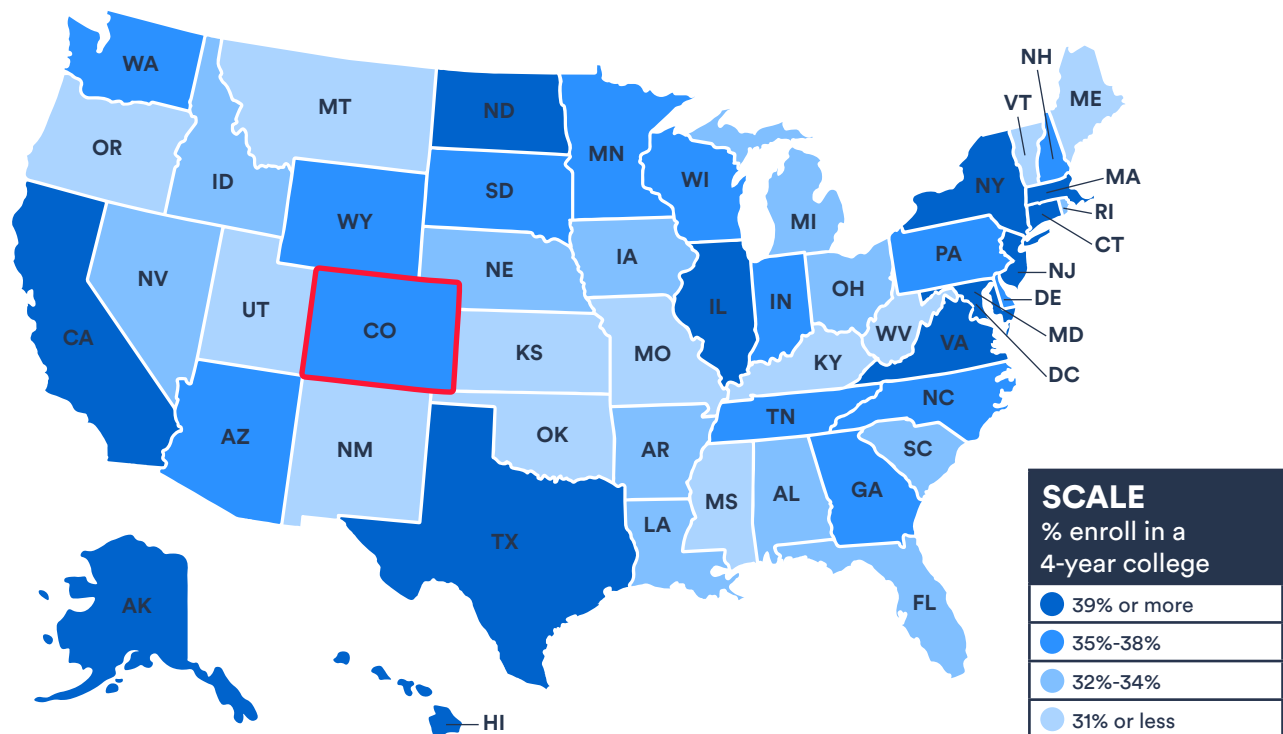 NH
WA
VT
ME
MT
ND
OR
MN
ID
SD
WI
NY
MA
WY
MI
RI
CT
PA
IA
NE
NV
NJ
OH
DE
IN
IL
UT
CO
MD
WV
CA
VA
KS
MO
KY
DC
NC
TN
AZ
OK
NM
AR
SC
MS
AL
GA
LA
TX
FL
AK
HI
SCALE
% enroll in a
4-year college
39% or more
35%-38%
32%-34%
31% or less